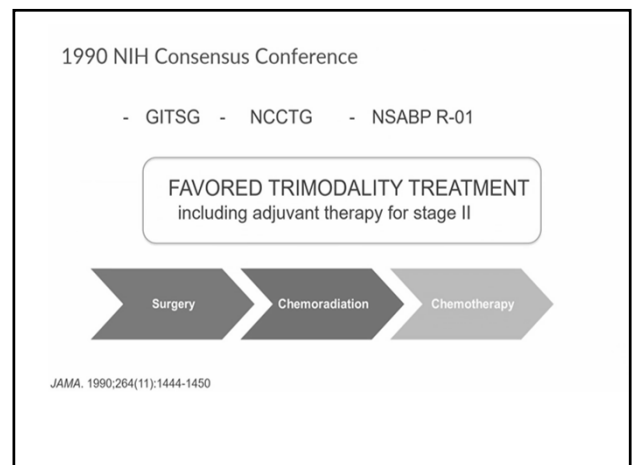 1990 NIH Consensus Conference
- GITSG - NCCTG - NSABP R-01
FAVORED TRIMODALITY TREATMENT
including adjuvant therapy for stage II
Surgery Chemoradiation Chemotherapy
JAMA. 1990;264(11):1444-1450